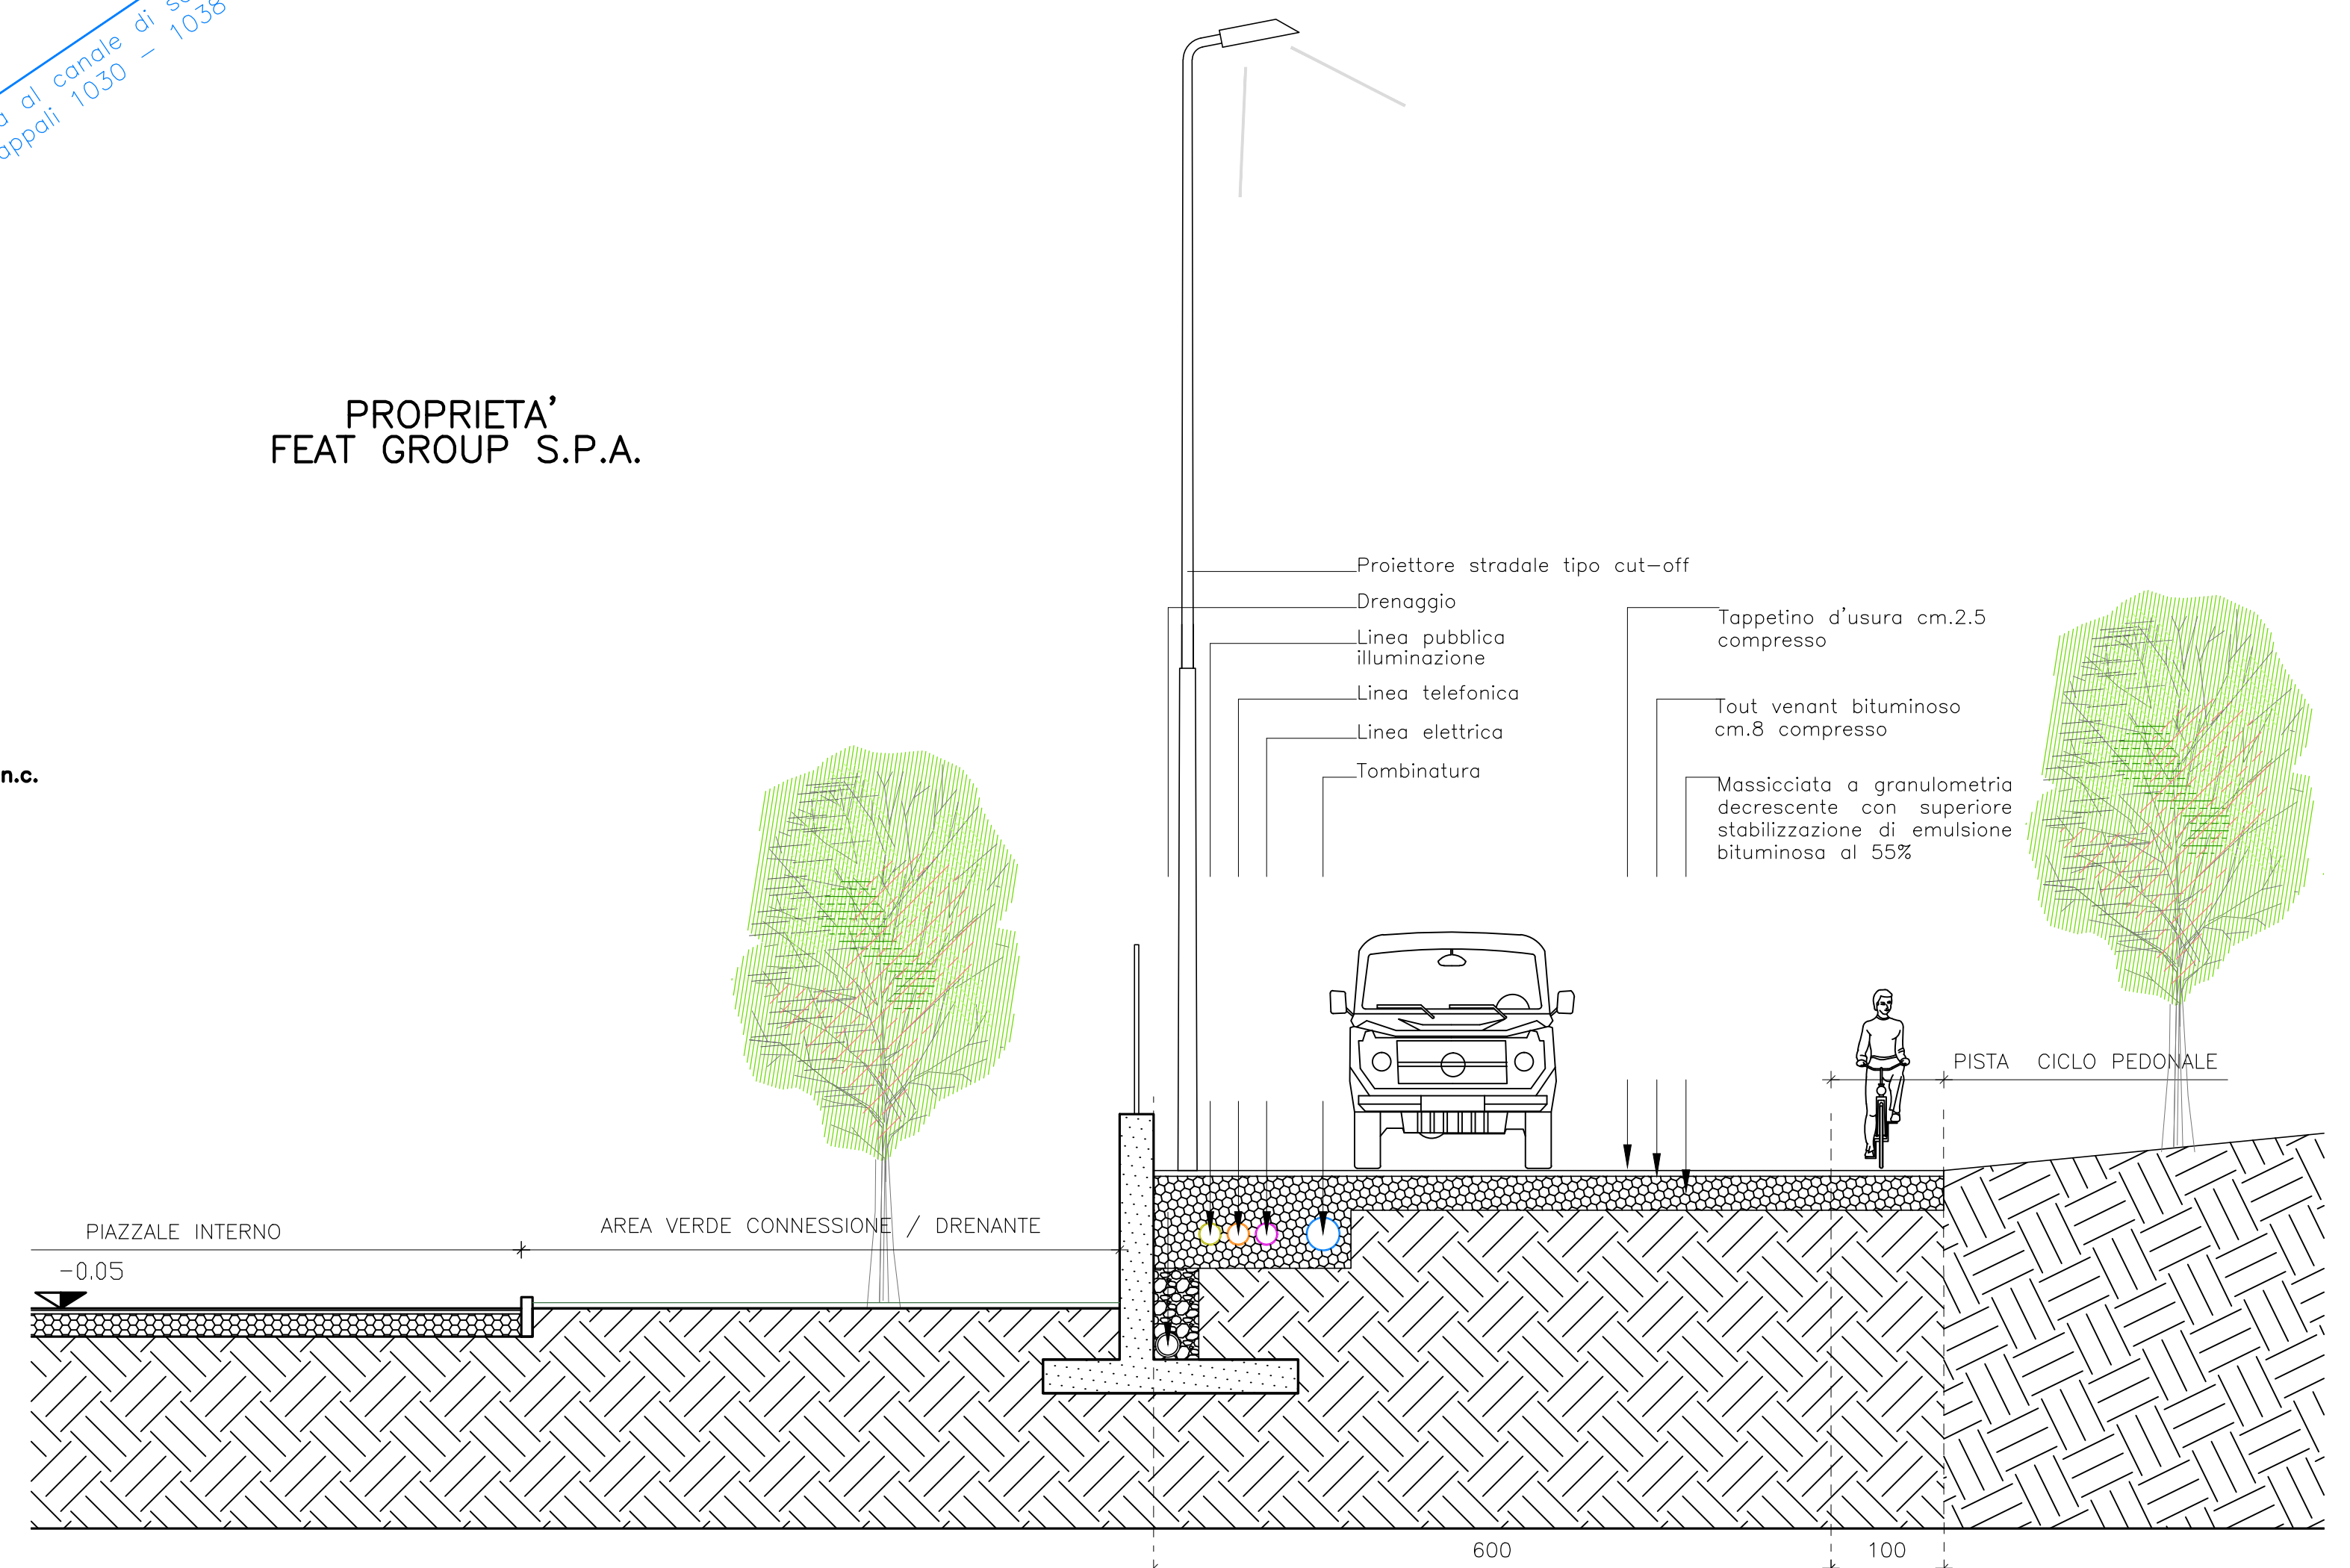 al canale di
1030 - 1038
PROPRIETA'
FEAT GROUP S.P.A.
n.c.
Proiettore stradale tipo cut-off
Drenaggio
Linea pubblica
illuminazione
Linea telefonica
Linea elettrica
Tombinatura
Tappetino d'usura cm.2.5
compresso
Tout venant bituminoso
cm.8 compresso
Massicciata a granulometria
decrescente con superiore
stabilizzazione di emulsione
bituminosa al 55%
PISTA CICLO PEDONALE
PIAZZALE INTERNO
AREA VERDE CONNESSIONE / DRENANTE
-0.05
600
100